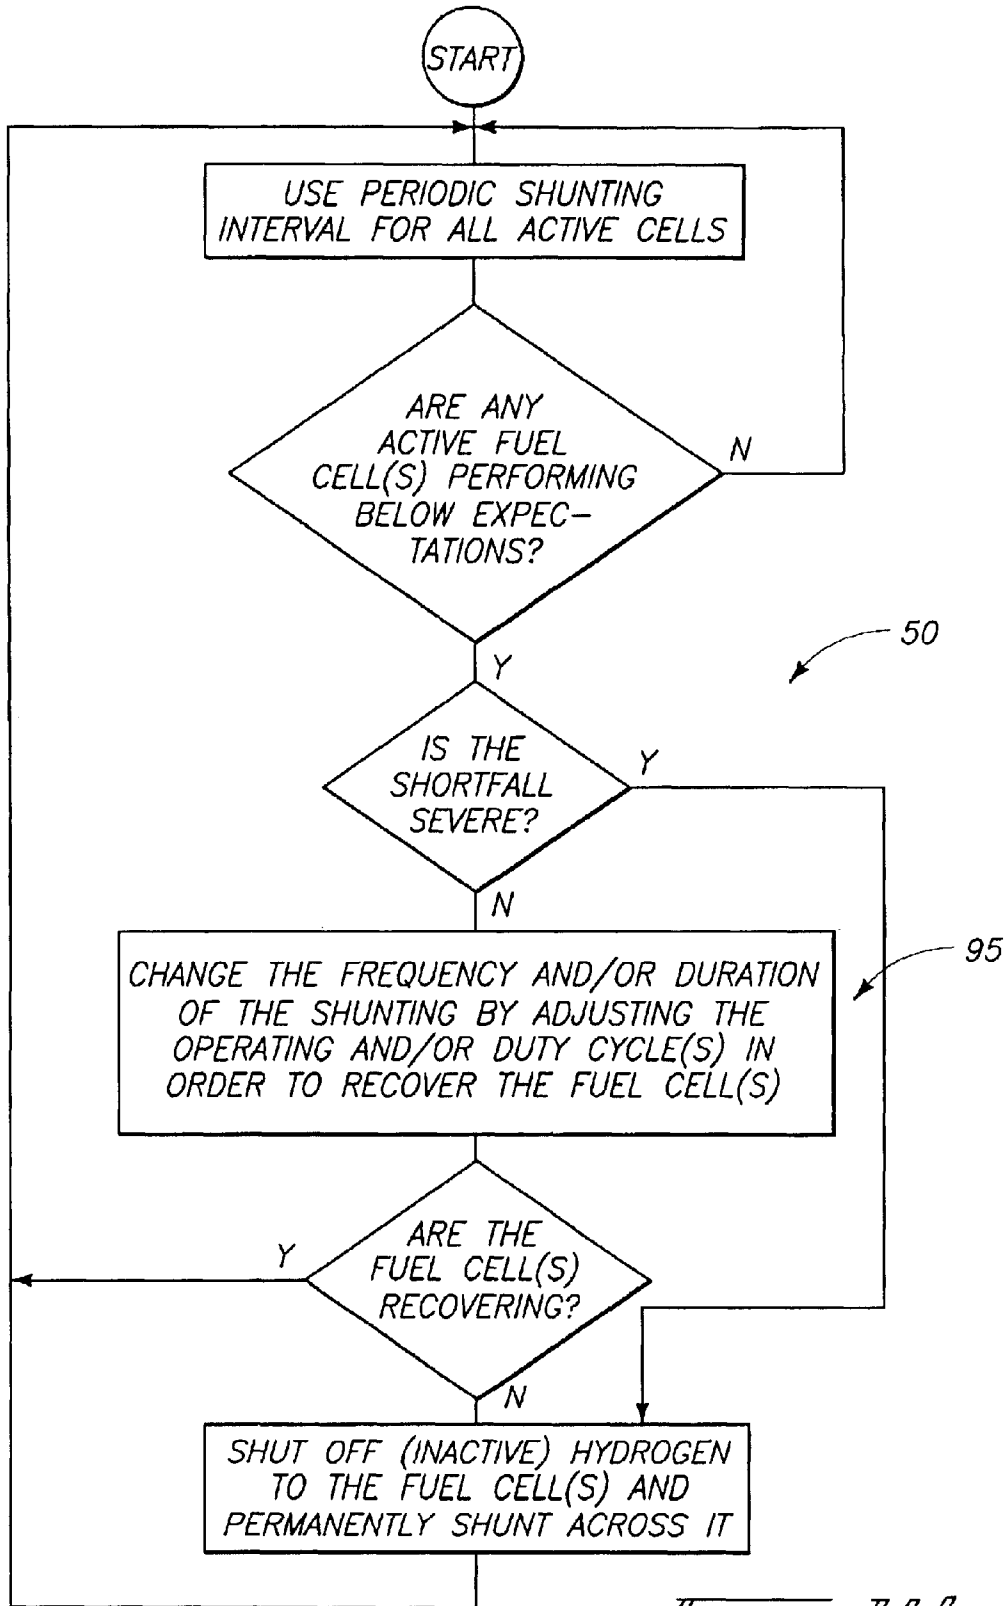 START
USE PERIODIC SHUNTING
INTERVAL FOR ALL ACTIVE CELLS
ARE ANY
ACTIVE FUEL
CELL(S) PERFORMING
BELOW EXPEC-
TATIONS?
N
50
Y
IS THE
SHORTFALL
SEVERE?
Y
N
95
CHANGE THE FREQUENCY AND/OR DURATION
OF THE SHUNTING BY ADJUSTING THE
OPERATING AND/OR DUTY CYCLE(S) IN
ORDER TO RECOVER THE FUEL CELL(S)
ARE THE
FUEL CELL(S)
RECOVERING?
Y
N
SHUT OFF (INACTIVE) HYDROGEN
TO THE FUEL CELL(S) AND
PERMANENTLY SHUNT ACROSS IT